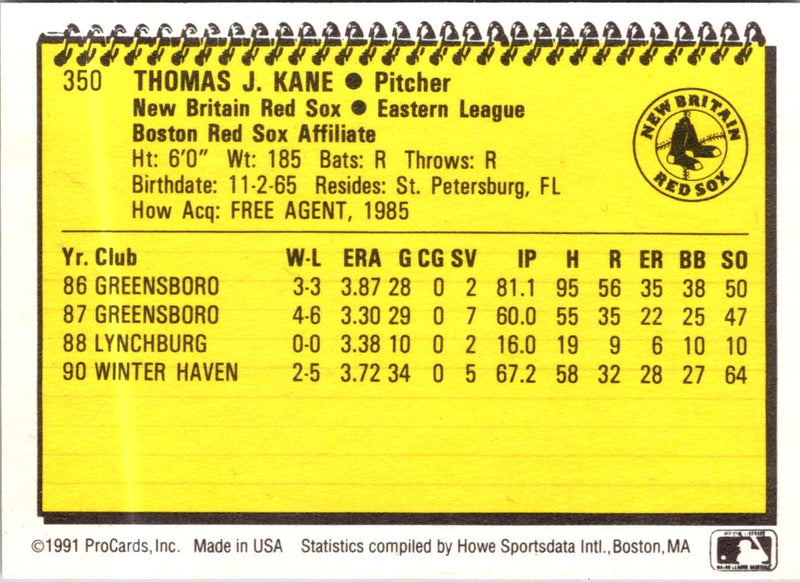 350 THOMAS J. KANE ● Pitcher
New Britain Red Sox ● Eastern League
Boston Red Sox Affiliate
Ht: 6'0" Wt: 185 Bats: R Throws: R
Birthdate: 11-2-65 Resides: St. Petersburg, FL
How Acq: FREE AGENT, 1985
NEW BRITAIN
RED SOX
Yr. Club W-L ERA G CG SV IP H R ER BB SO
86 GREENSBORO 3-3 3.87 28 0 2 81.1 95 56 35 38 50
87 GREENSBORO 4-6 3.30 29 0 7 60.0 55 35 22 25 47
88 LYNCHBURG 0-0 3.38 10 0 2 16.0 19 9 6 10 10
90 WINTER HAVEN 2-5 3.72 34 0 5 67.2 58 32 28 27 64
©1991 ProCards, Inc. Made in USA Statistics compiled by Howe Sportsdata Intl., Boston, MA